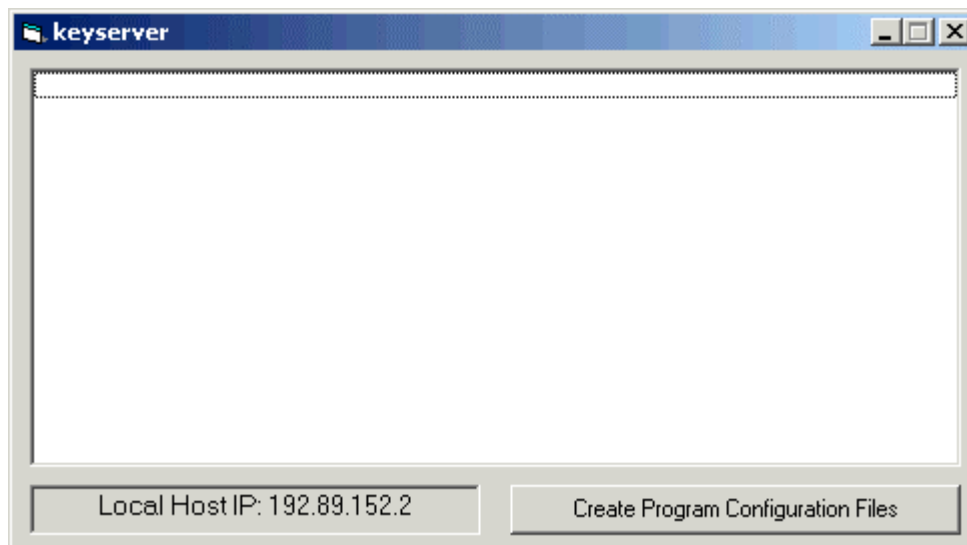 keyserver
Local Host IP: 192.89.152.2
Create Program Configuration Files